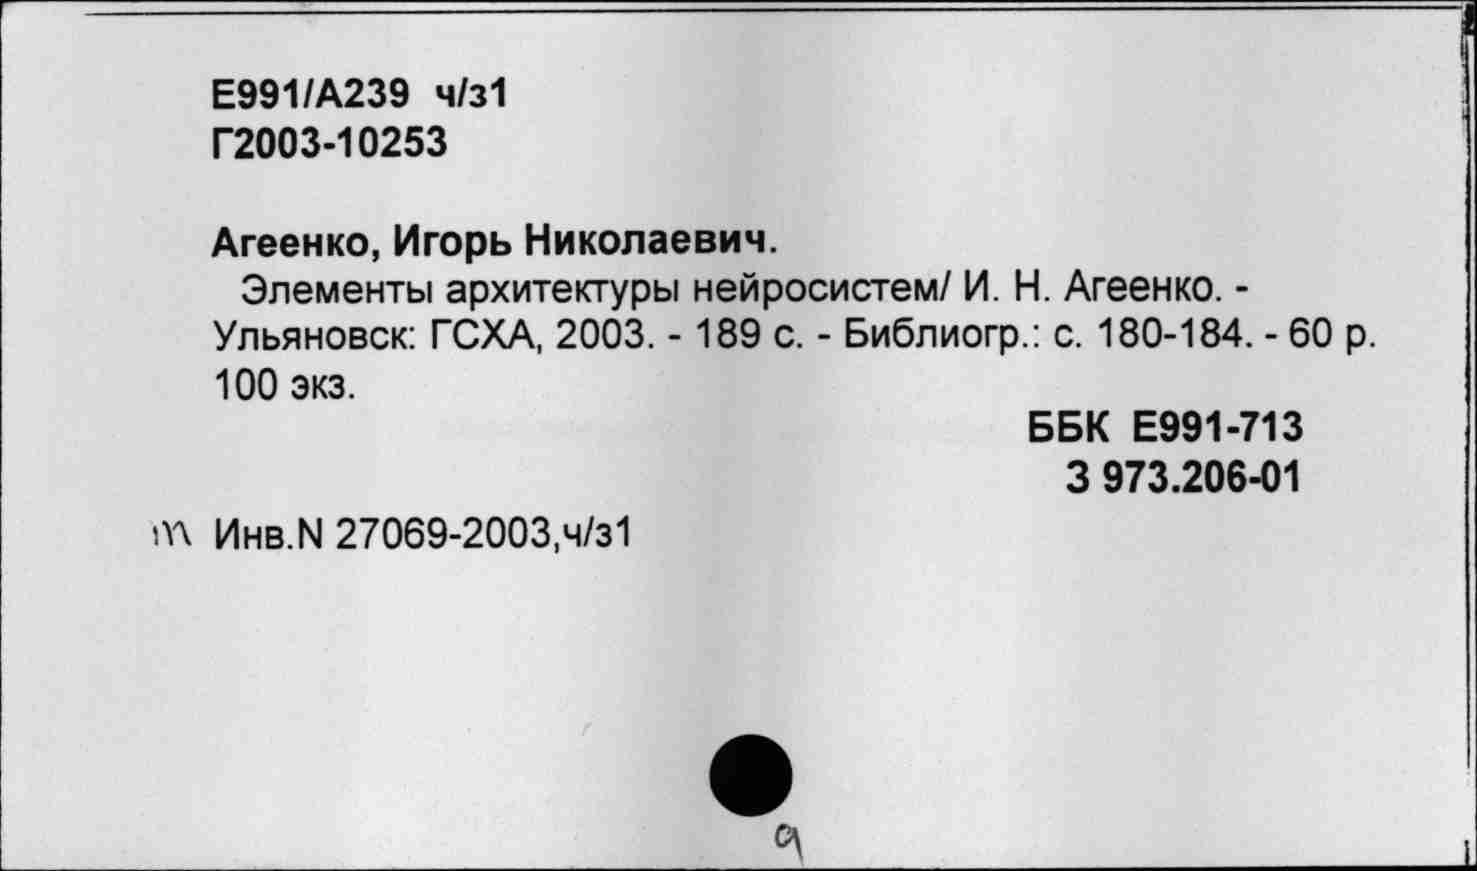 Е991/А239 ч/з1
Г2003-10253
Агеенко, Игорь Николаевич.
Элементы архитектуры нейросистем/ И. Н. Агеенко. -
Ульяновск: ГСХА, 2003. - 189 с. - Библиогр.: с. 180-184. - 60 р.
100 экз.
ББК Е991-713
З 973.206-01
Инв.N 27069-2003,ч/з1